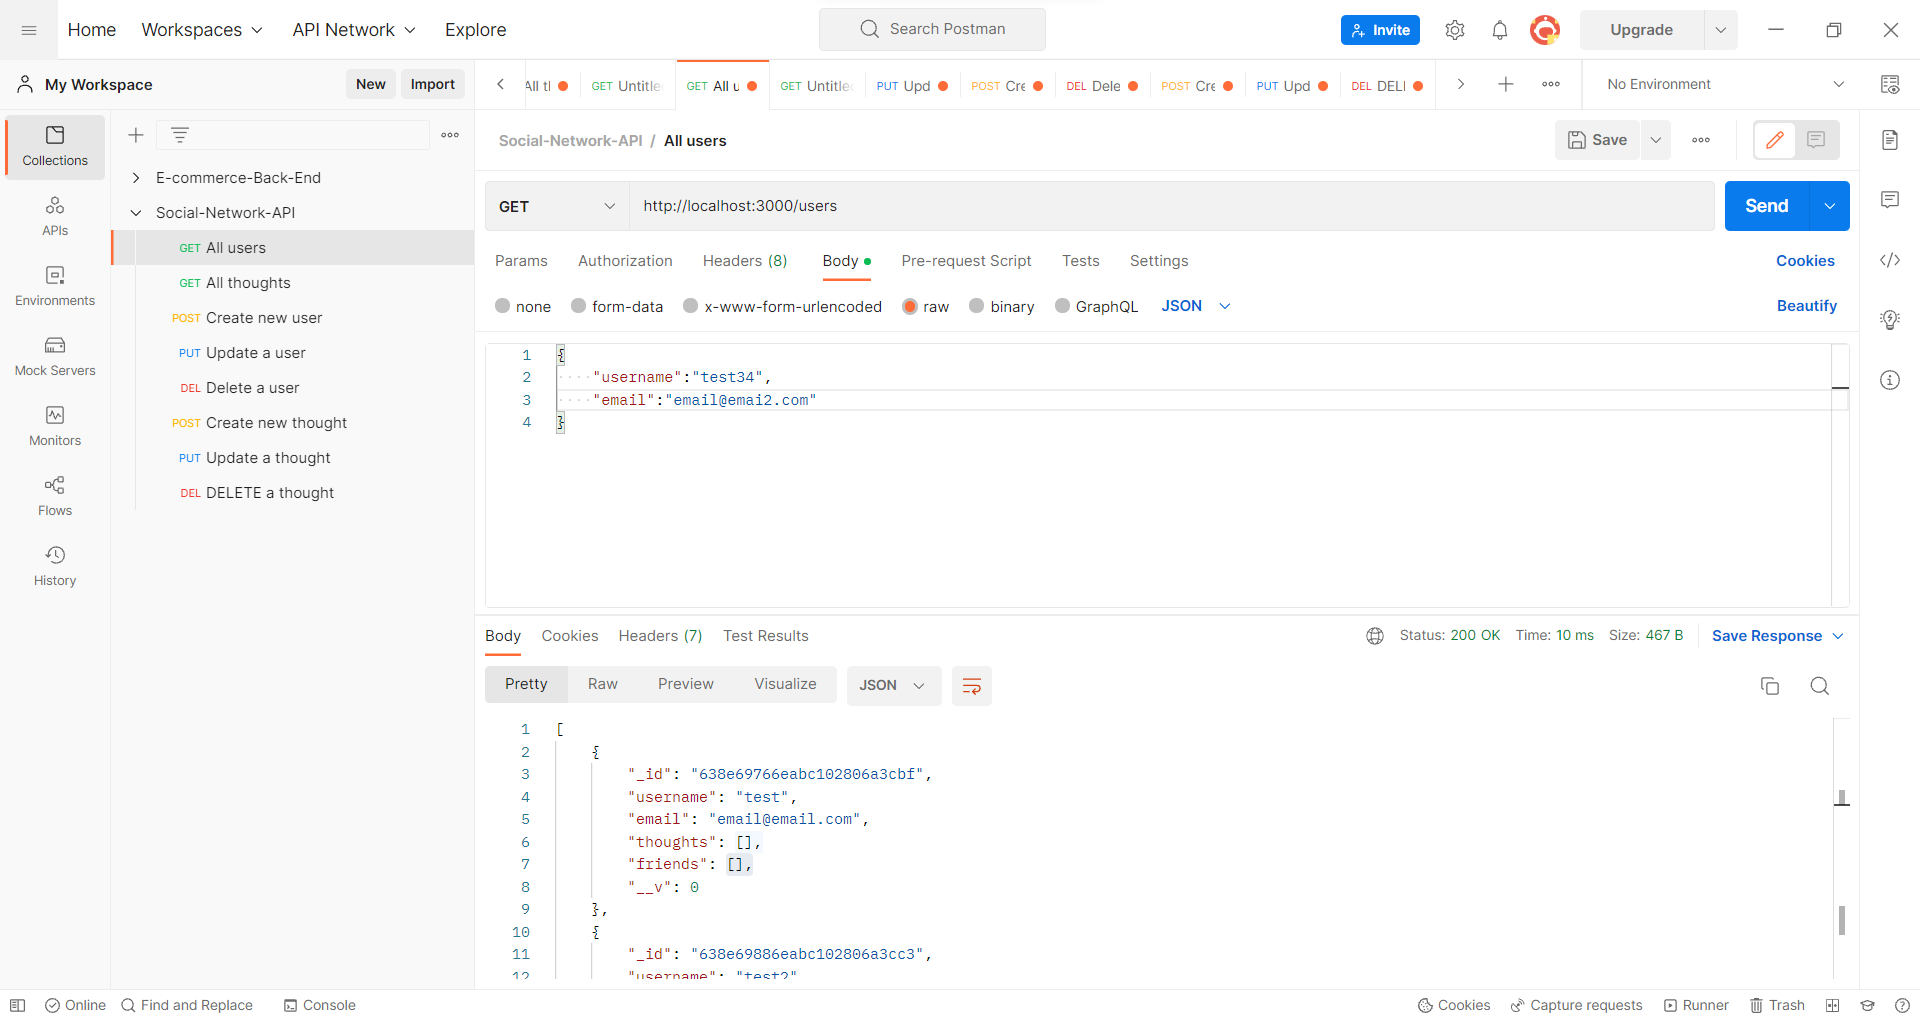 Home Workspaces API Network Explore Search Postman Invite Upgrade
My Workspace New Import
All GET Untitle GET All u GET Untitle PUT Upd POST Cre DEL Dele POST Cre PUT Upd DEL DEL No Environment
Collections
APIs
Environments
Mock Servers
Monitors
Flows
History
E-commerce-Back-End
Social-Network-API
GET All users
GET All thoughts
POST Create new user
PUT Update a user
DEL Delete a user
POST Create new thought
PUT Update a thought
DEL DELETE a thought
Social-Network-API / All users Save
GET http://localhost:3000/users Send
Params Authorization Headers (8) Body Pre-request Script Tests Settings Cookies
none form-data x-www-form-urlencoded raw binary GraphQL JSON Beautify
1 {
2 "username":"test34",
3 "email":"email@emai2.com"
4 }
Body Cookies Headers (7) Test Results Status: 200 OK Time: 10 ms Size: 467 B Save Response
Pretty Raw Preview Visualize JSON
1 [
2 {
3 "_id": "638e69766eabc102806a3cbf",
4 "username": "test",
5 "email": "email@email.com",
6 "thoughts": [],
7 "friends": [],
8 "__v": 0
9 },
10 {
11 "_id": "638e69886eabc102806a3cc3",
12 "username": "test2"
Online Find and Replace Console Cookies Capture requests Runner Trash